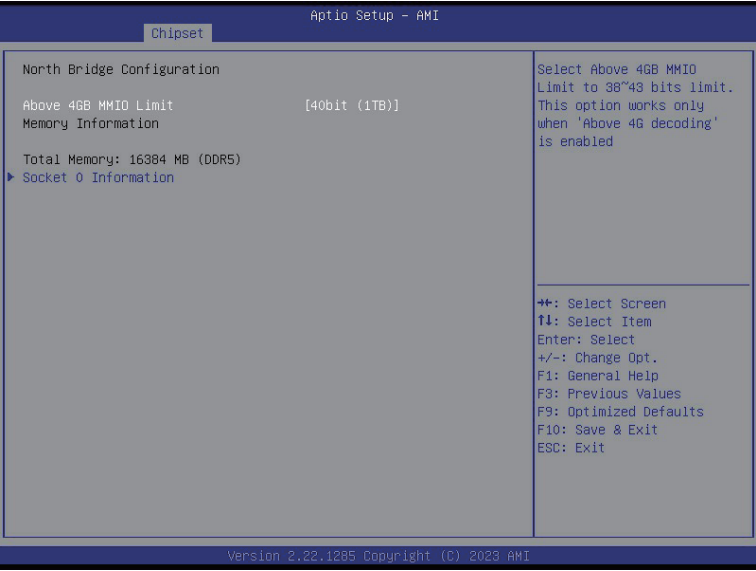 Aptio Setup – AMI
Chipset
North Bridge Configuration
Above 4GB MMIO Limit [40bit (1TB)]
Memory Information
Total Memory: 16384 MB (DDR5)
Socket 0 Information
Select Above 4GB MMIO
Limit to 38~43 bits limit.
This option works only
when 'Above 4G decoding'
is enabled
→←: Select Screen
↑↓: Select Item
Enter: Select
+/-: Change Opt.
F1: General Help
F3: Previous Values
F9: Optimized Defaults
F10: Save & Exit
ESC: Exit
Version 2.22.1285 Copyright (C) 2023 AMI